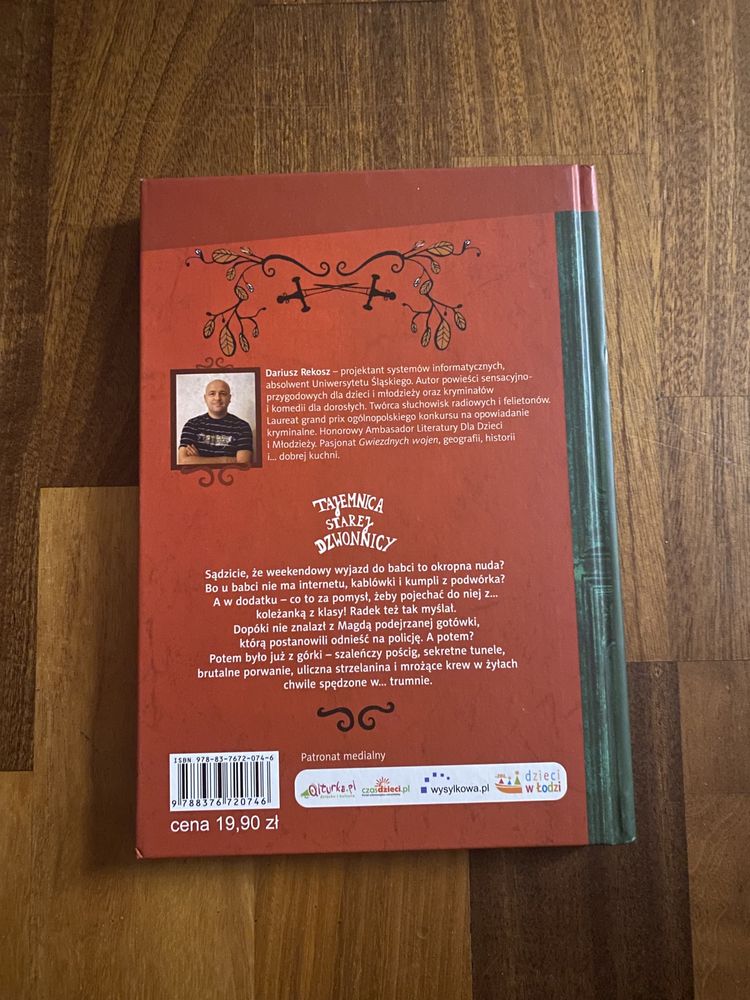 Dariusz Rekosz – projektant systemów informatycznych,
absolwent Uniwersytetu Śląskiego. Autor powieści sensacyjno-
przygodowych dla dzieci i młodzieży oraz kryminałów
i komedii dla dorosłych. Twórca słuchowisk radiowych i felietonów.
Laureat grand prix ogólnopolskiego konkursu na opowiadanie
kryminalne. Honorowy Ambasador Literatury Dla Dzieci
i Młodzieży. Pasjonat Gwiezdnych wojen, geografii, historii
i... dobrej kuchni.
TAJEMNICA
STAREJ
DZWONNICY
Sądzicie, że weekendowy wyjazd do babci to okropna nuda?
Bo u babci nie ma internetu, kablówki i kumpli z podwórka?
A w dodatku – co to za pomysł, żeby pojechać do niej z...
koleżanką z klasy! Radek też tak myślał.
Dopóki nie znalazł z Magdą podejrzanej gotówki,
którą postanowili odnieść na policję. A potem?
Potem było już z górki – szaleńczy pościg, sekretne tunele,
brutalne porwanie, uliczna strzelanina i mrożące krew w żyłach
chwile spędzone w... trumnie.
ISBN 978-83-7672-074-6
9 788376 720746
cena 19,90 zł
Patronat medialny
Qlturka.pl
czasdzieci.pl
wysylkowa.pl
dzieci
w Łodzi